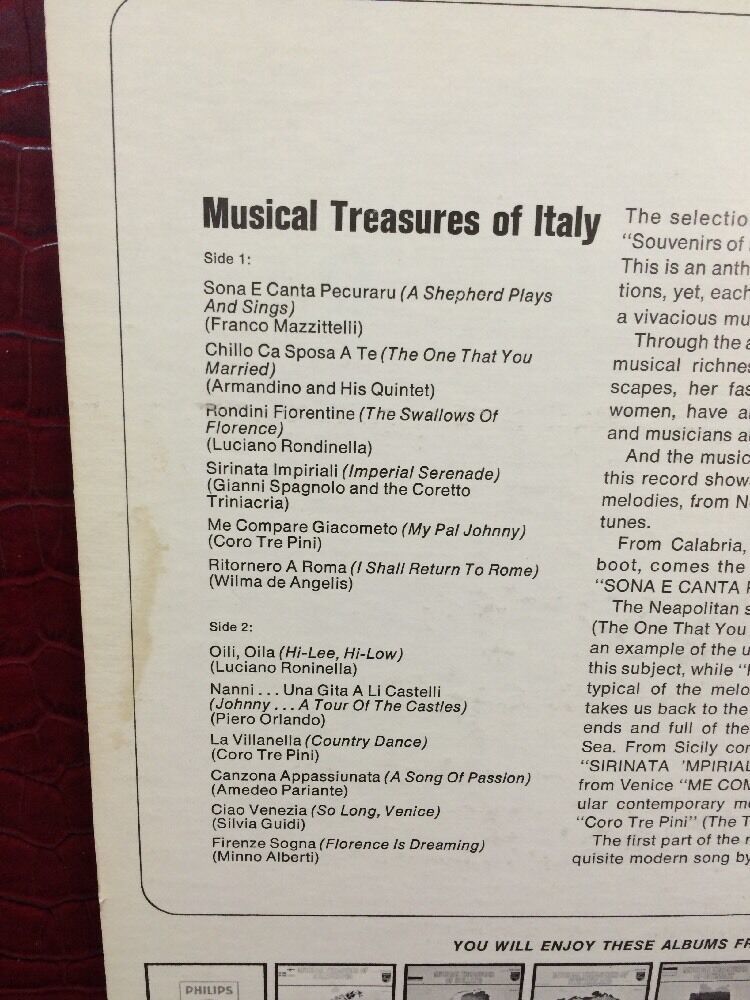 Musical Treasures of Italy
Side 1:
Sona E Canta Pecuraru (A Shepherd Plays
And Sings)
(Franco Mazzittelli)
Chillo Ca Sposa A Te (The One That You
Married)
(Armandino and His Quintet)
Rondini Fiorentine (The Swallows Of
Florence)
(Luciano Rondinella)
Sirinata Impiriali (Imperial Serenade)
(Gianni Spagnolo and the Coretto
Triniacria)
Me Compare Giacometo (My Pal Johnny)
(Coro Tre Pini)
Ritornero A Roma (I Shall Return To Rome)
(Wilma de Angelis)
Side 2:
Oili, Oila (Hi-Lee, Hi-Low)
(Luciano Roninella)
Nanni . . . Una Gita A Li Castelli
(Johnny . . . A Tour Of The Castles)
(Piero Orlando)
La Villanella (Country Dance)
(Coro Tre Pini)
Canzona Appassiunata (A Song Of Passion)
(Amedeo Pariante)
Ciao Venezia (So Long, Venice)
(Silvia Guidi)
Firenze Sogna (Florence Is Dreaming)
(Minno Alberti)
The selectio
"Souvenirs of
This is an anth
tions, yet, each
a vivacious mu
Through the a
musical richnes
scapes, her fas
women, have a
and musicians a
And the music
this record show
melodies, from N
tunes.
From Calabria,
boot, comes the
"SONA E CANTA P
The Neapolitan s
(The One That You
an example of the u
this subject, while "
typical of the melo
takes us back to the
ends and full of the
Sea. From Sicily co
"SIRINATA 'MPIRIAL
from Venice "ME COM
ular contemporary m
"Coro Tre Pini" (The T
The first part of the
quisite modern song by
YOU WILL ENJOY THESE ALBUMS FR
PHILIPS